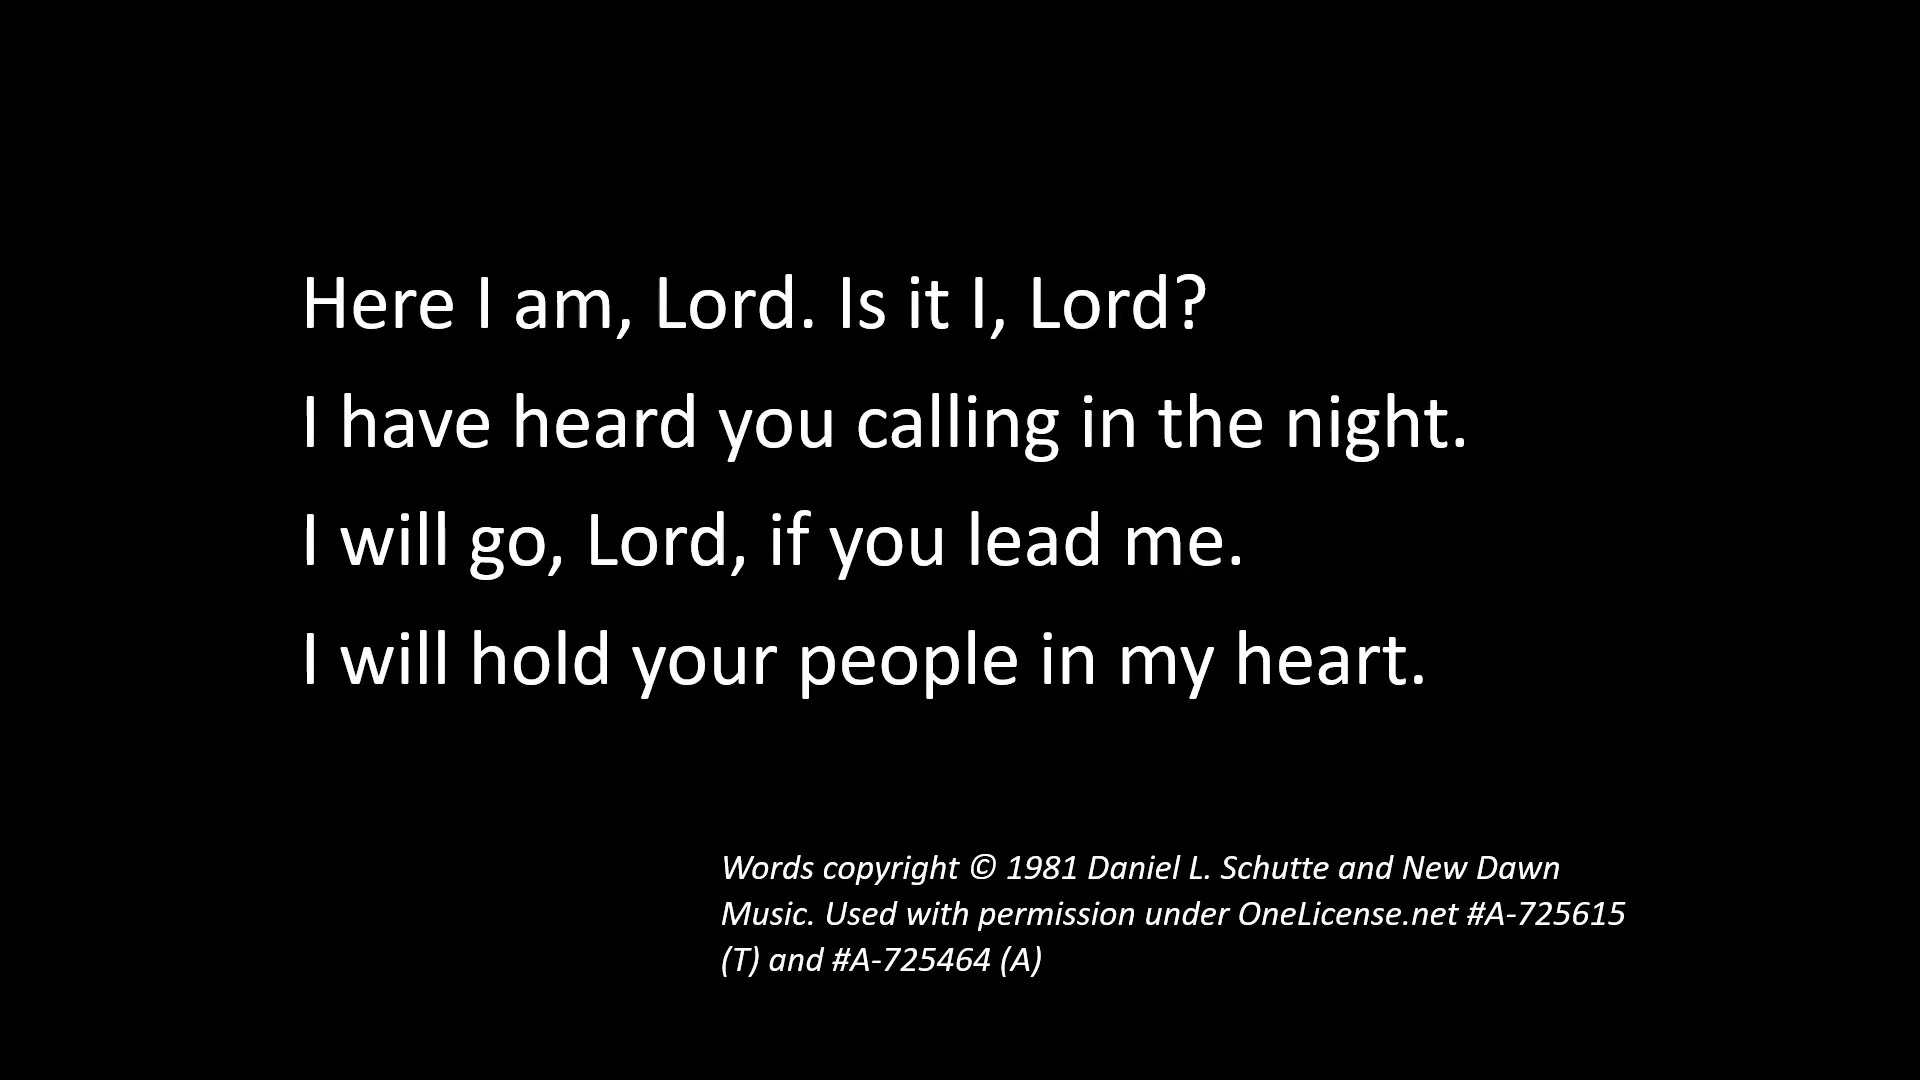 Here I am, Lord. Is it I, Lord?
I have heard you calling in the night.
I will go, Lord, if you lead me.
I will hold your people in my heart.
Words copyright © 1981 Daniel L. Schutte and New Dawn
Music. Used with permission under OneLicense.net #A-725615
(T) and #A-725464 (A)